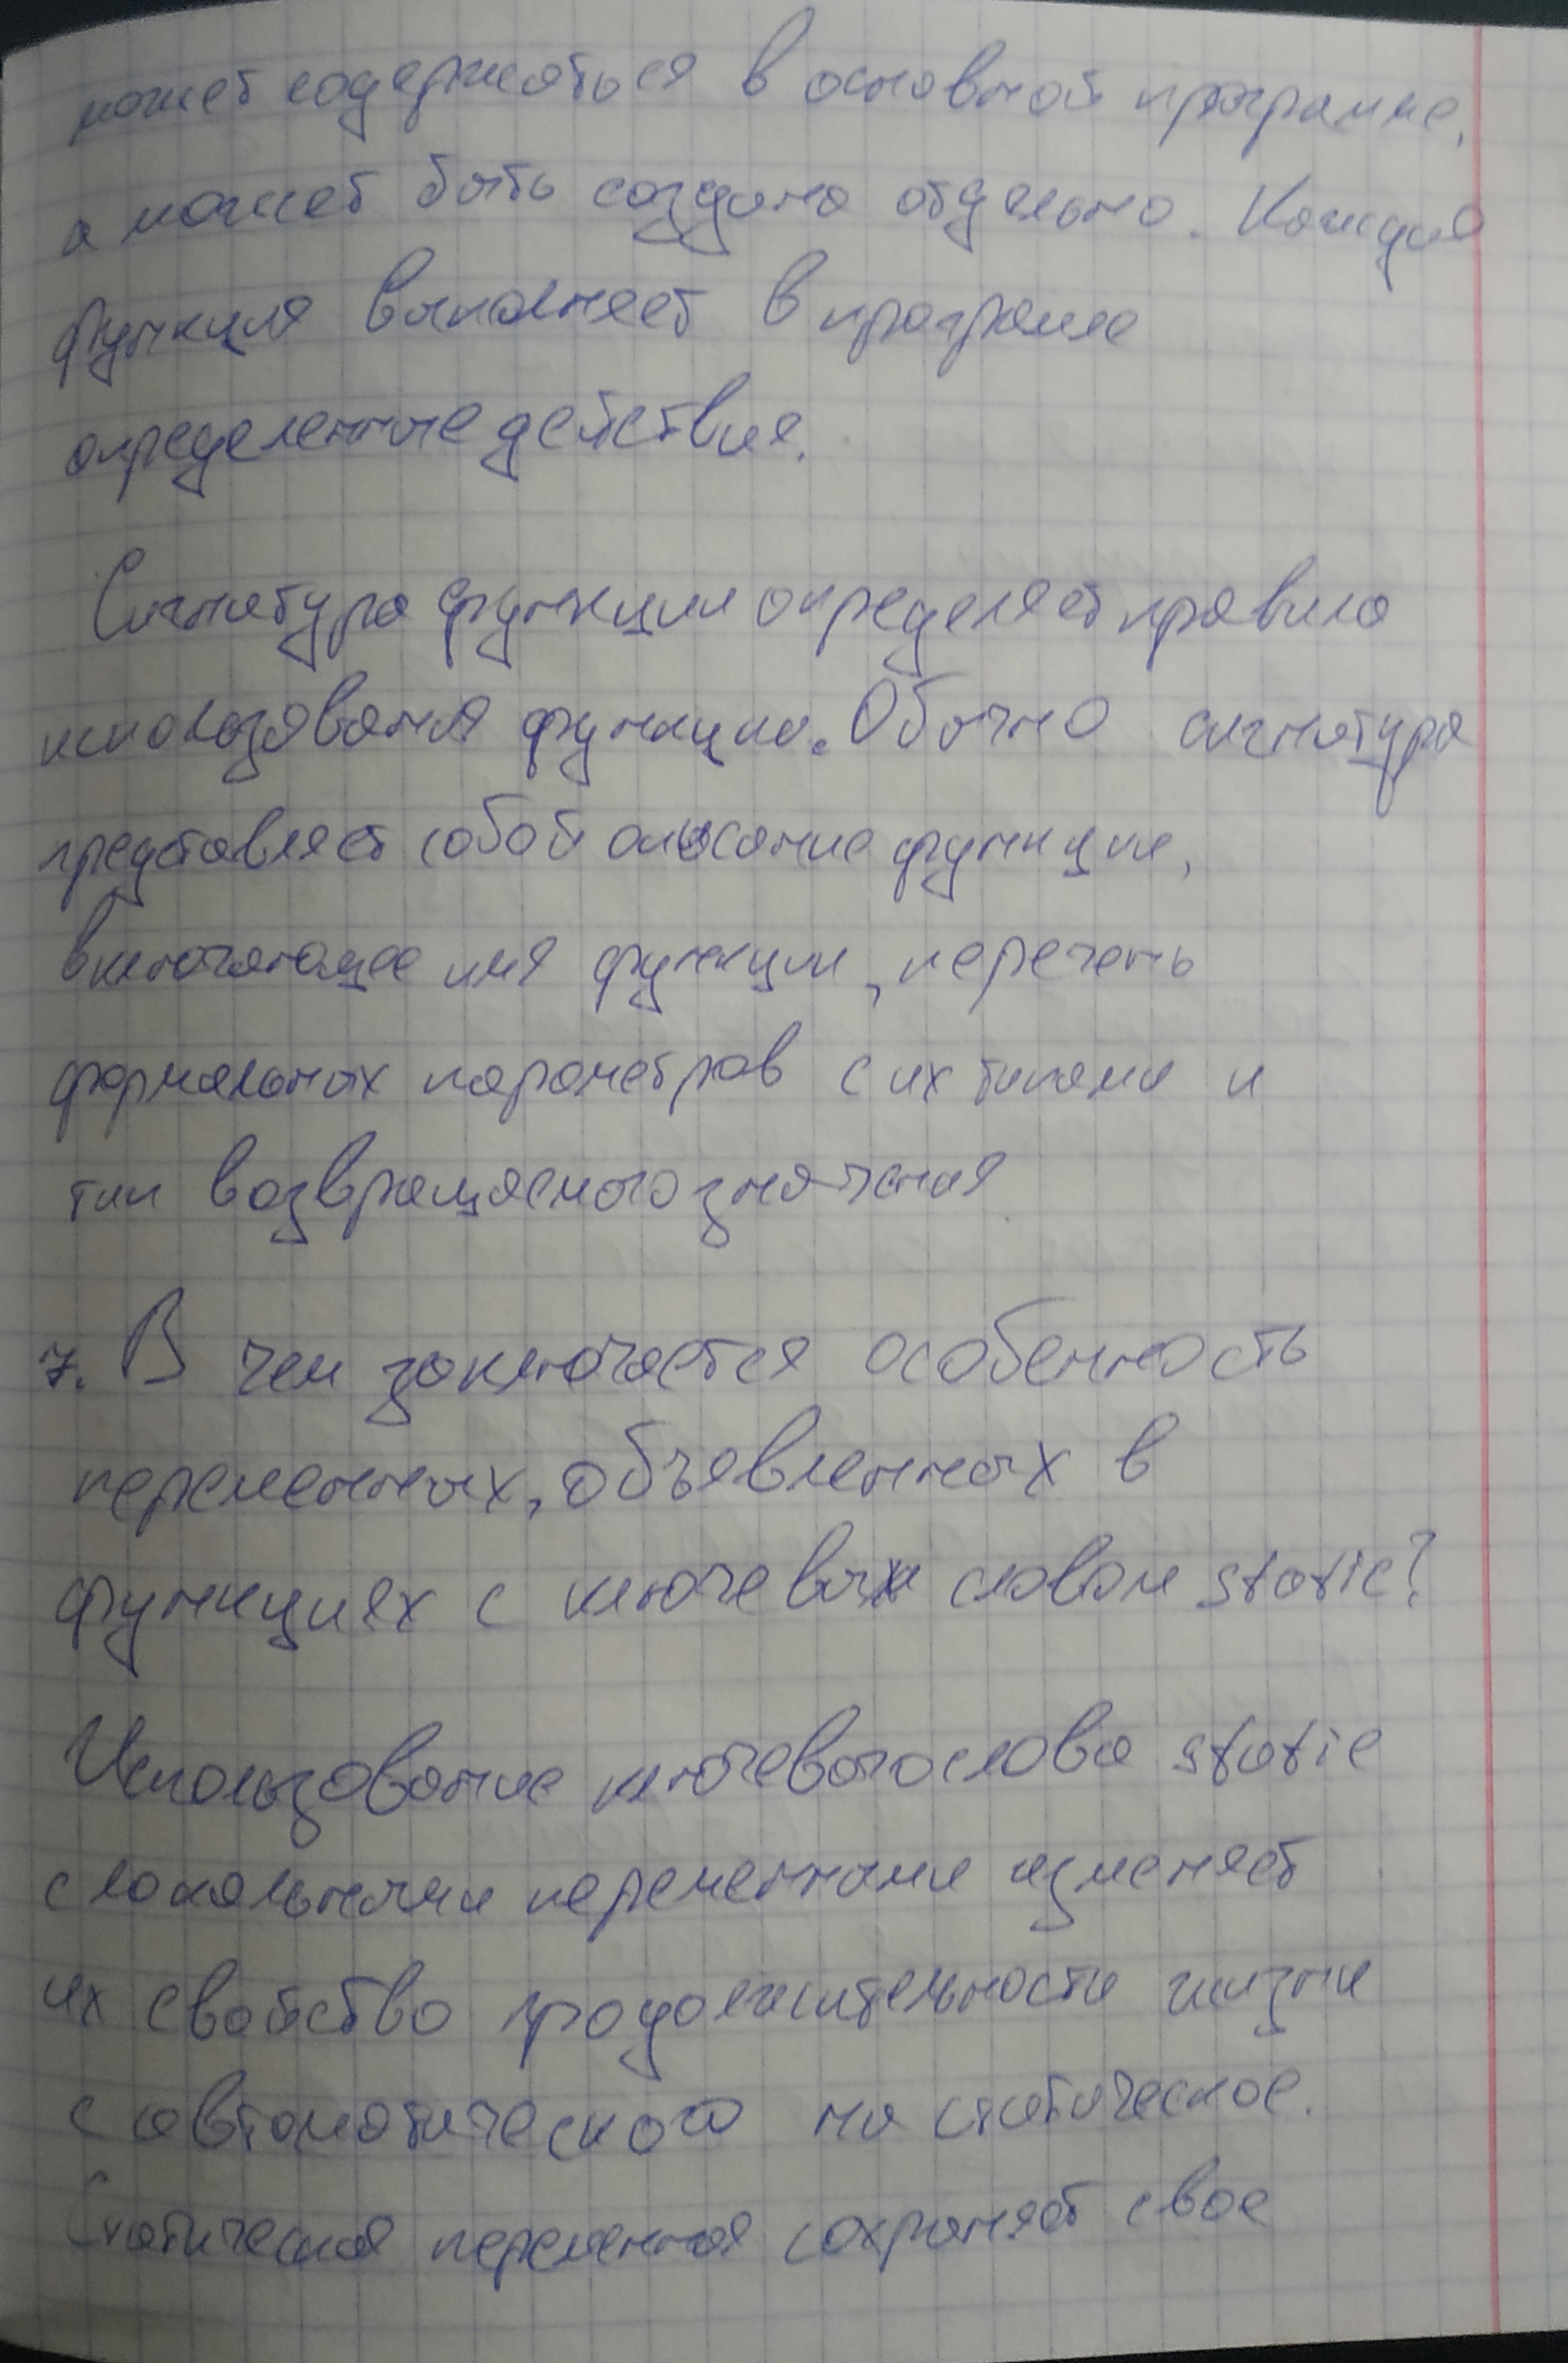 может содержаться в основной программе,
а может быть создана отдельно. Каждая
функция выполняет в программе
определенные действия.
Сигнатура функции определяет правила
использования функции. Обычно сигнатура
представляет собой описание функции,
включающее имя функции, перечень
формальных параметров с их типами и
тип возвращаемого значения
7. В чем заключается особенность
переменных, объявленных в
функциях с ключевым словом static?
Использование ключевого слова static
с локальными переменными изменяет
их свойство продолжительности жизни
с автоматического на статическое.
Статическая переменная сохраняет свое